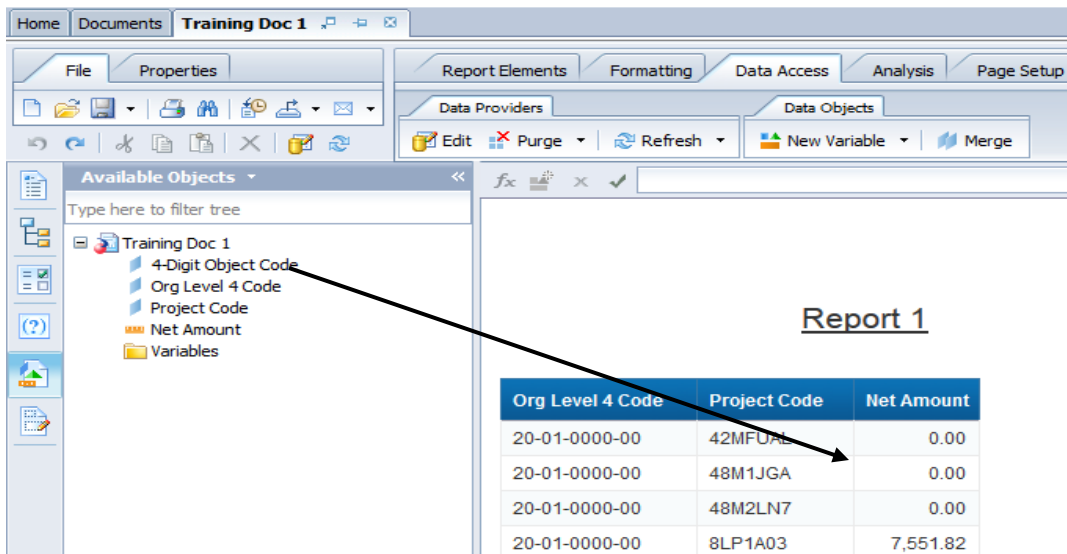 Home Documents Training Doc 1
File Properties
Report Elements Formatting Data Access Analysis Page Setup
Data Providers Data Objects
Edit Purge Refresh New Variable Merge
Available Objects
Type here to filter tree
Training Doc 1
4-Digit Object Code
Org Level 4 Code
Project Code
Net Amount
Variables
Report 1
Org Level 4 Code Project Code Net Amount
20-01-0000-00 42MFUAL 0.00
20-01-0000-00 48M1JGA 0.00
20-01-0000-00 48M2LN7 0.00
20-01-0000-00 8LP1A03 7,551.82